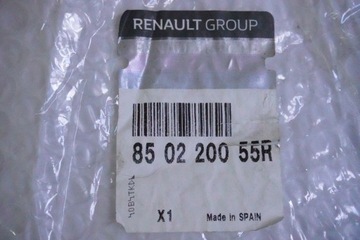 RENAULT GROUP
85 02 200 55R
X1
Made in SPAIN